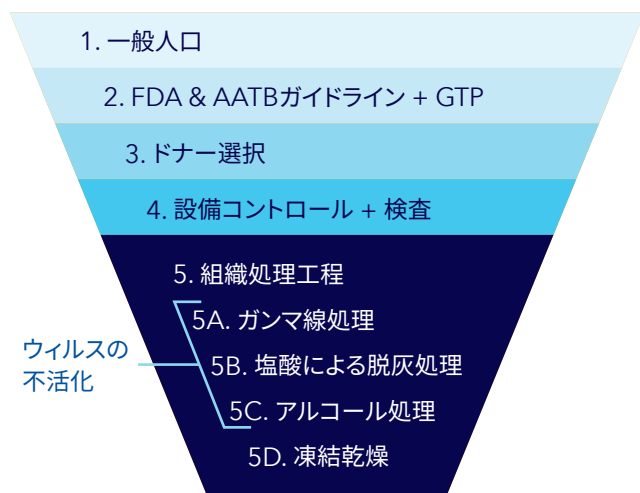 1. 一般人口
2. FDA & AATBガイドライン + GTP
3. ドナー選択
4. 設備コントロール + 検査
5. 組織処理工程
5A. ガンマ線処理
ウィルスの
不活化
5B. 塩酸による脱灰処理
5C. アルコール処理
5D. 凍結乾燥